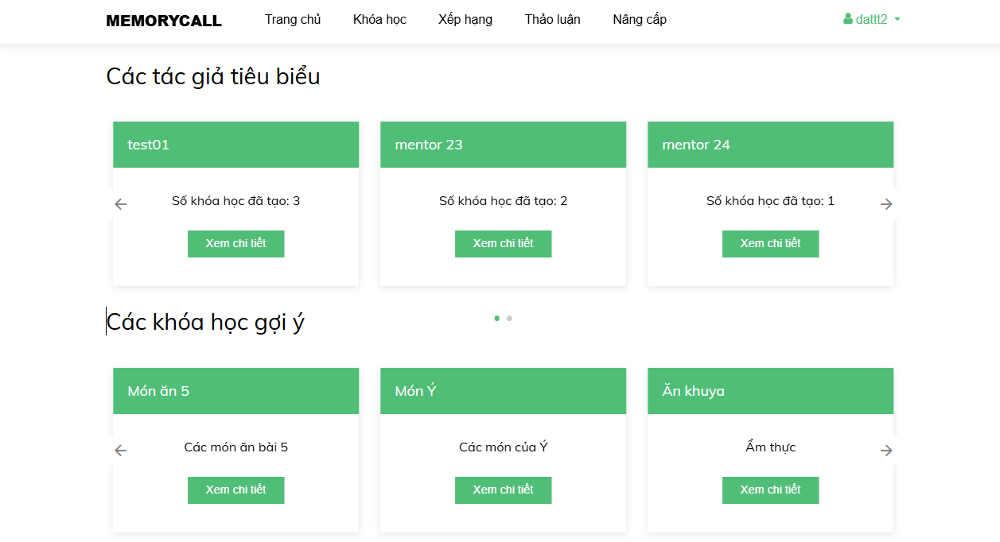 MEMORYCALL Trang chủ Khóa học Xếp hạng Thảo luận Nâng cấp dattt2
Các tác giả tiêu biểu
test01 mentor 23 mentor 24
Số khóa học đã tạo: 3 Số khóa học đã tạo: 2 Số khóa học đã tạo: 1
Xem chi tiết Xem chi tiết Xem chi tiết
Các khóa học gợi ý
Món ăn 5 Món Ý Ăn khuya
Các món ăn bài 5 Các món của Ý Ẩm thực
Xem chi tiết Xem chi tiết Xem chi tiết